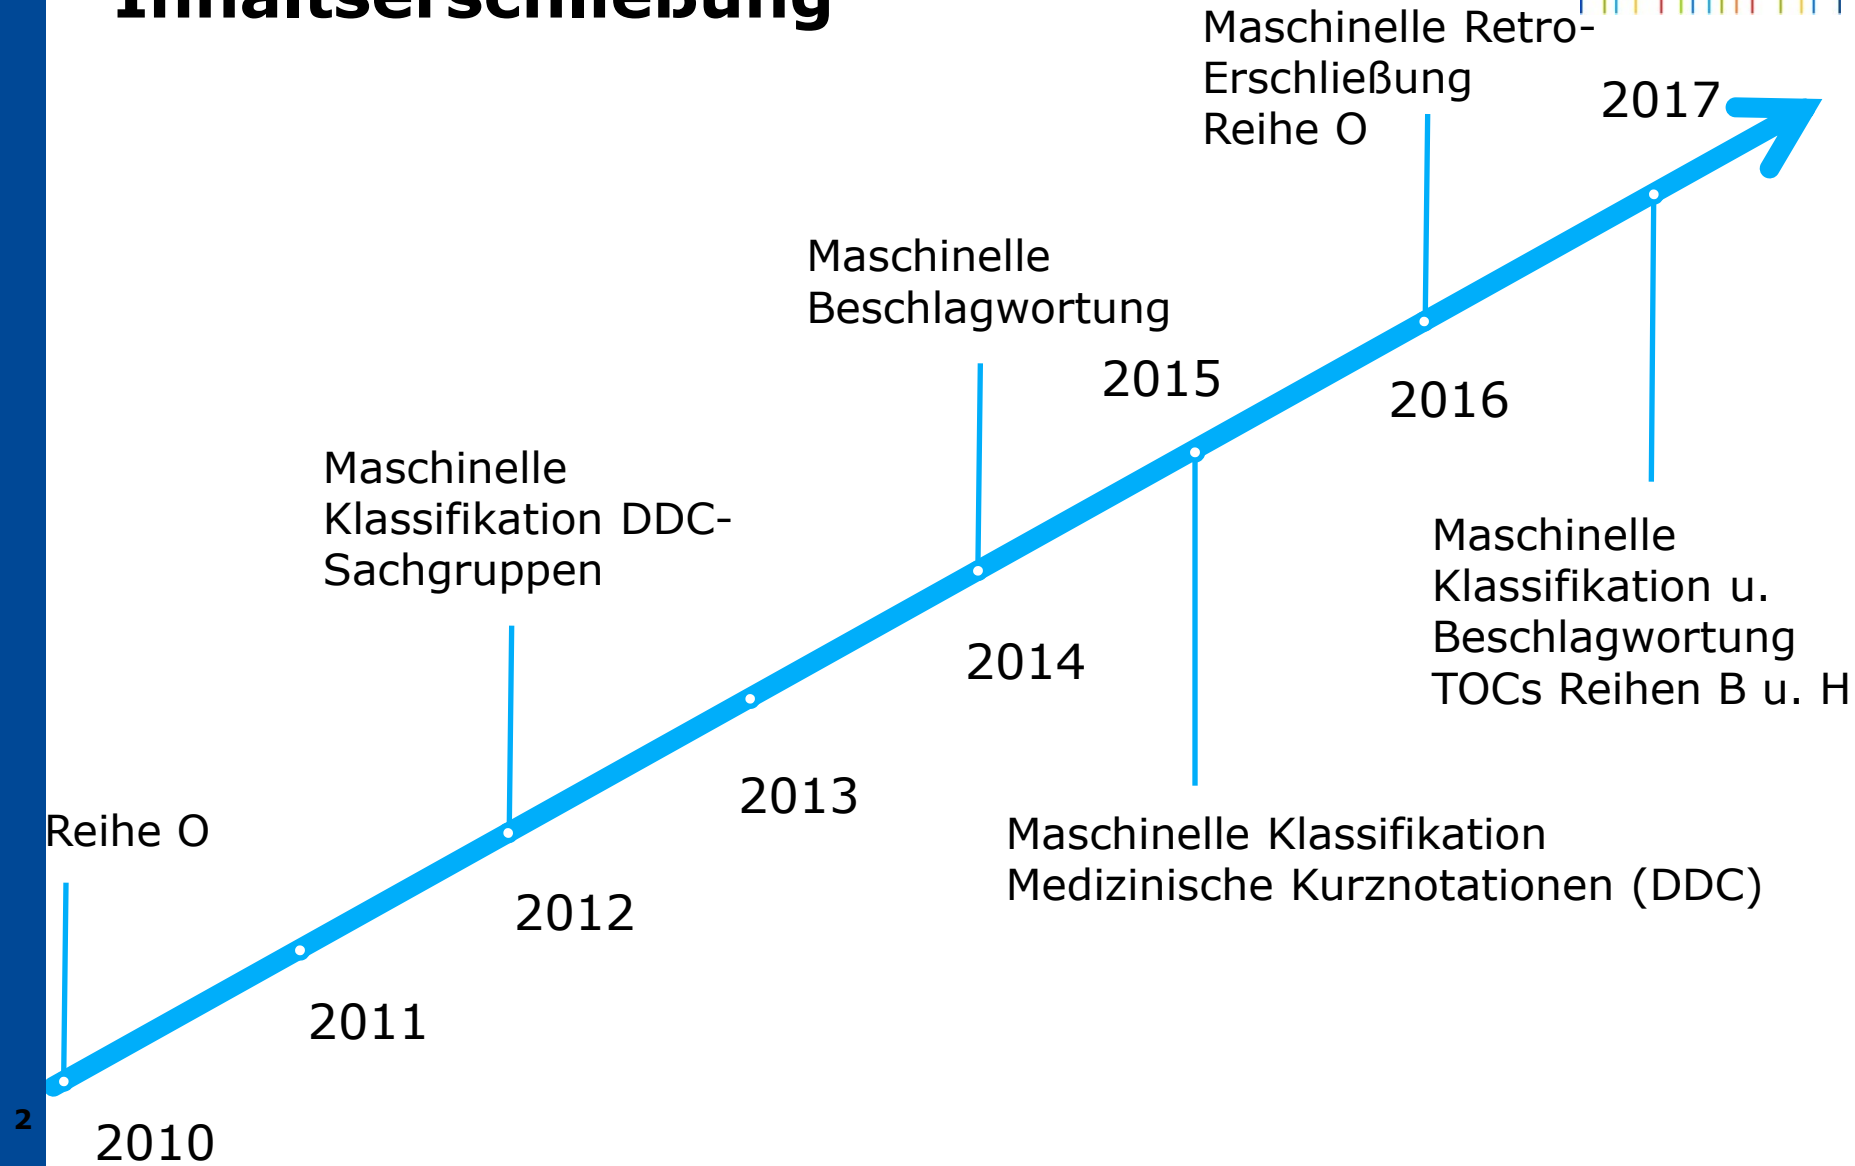 Inhaltserschließung
Maschinelle Retro-
Erschließung
Reihe O
2017
Maschinelle
Beschlagwortung
2015
2016
Maschinelle
Klassifikation DDC-
Sachgruppen
Maschinelle
Klassifikation u.
Beschlagwortung
TOCs Reihen B u. H
2014
2013
Maschinelle Klassifikation
Medizinische Kurznotationen (DDC)
Reihe O
2012
2011
2010
2